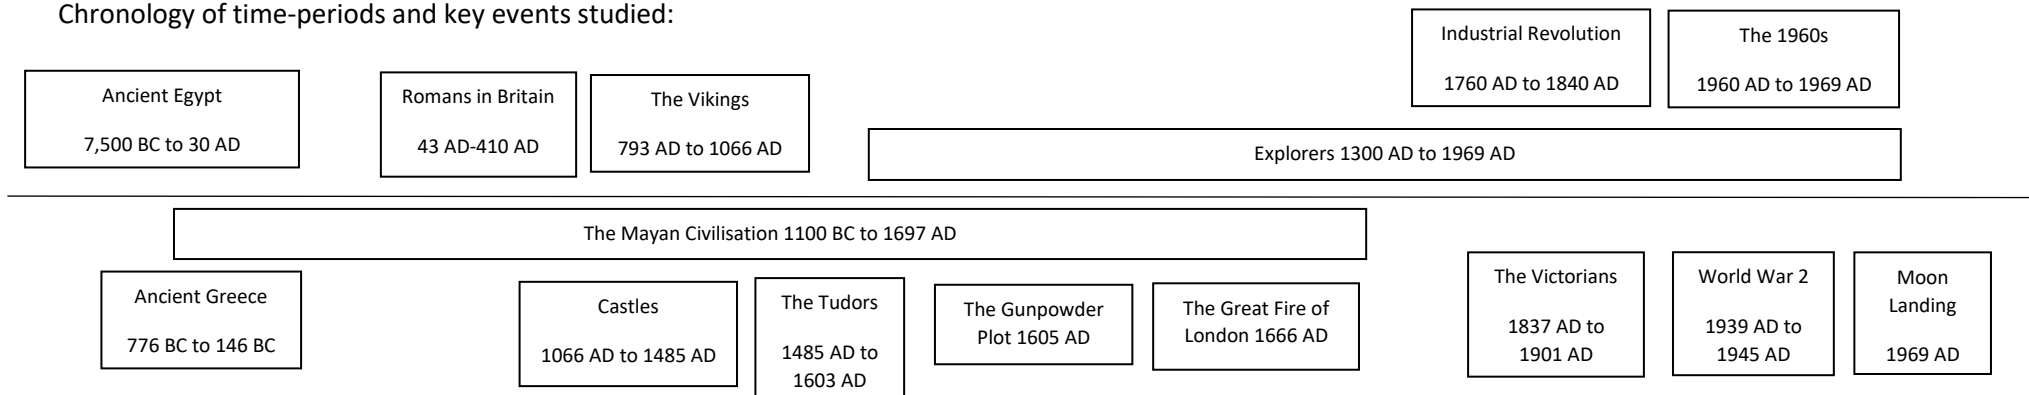 Chronology of time-periods and key events studied:
Industrial Revolution
1760 AD to 1840 AD
The 1960s
1960 AD to 1969 AD
Ancient Egypt
7,500 BC to 30 AD
Romans in Britain
43 AD-410 AD
The Vikings
793 AD to 1066 AD
Explorers 1300 AD to 1969 AD
The Mayan Civilisation 1100 BC to 1697 AD
Ancient Greece
776 BC to 146 BC
Castles
1066 AD to 1485 AD
The Tudors
1485 AD to
1603 AD
The Gunpowder
Plot 1605 AD
The Great Fire of
London 1666 AD
The Victorians
1837 AD to
1901 AD
World War 2
1939 AD to
1945 AD
Moon
Landing
1969 AD